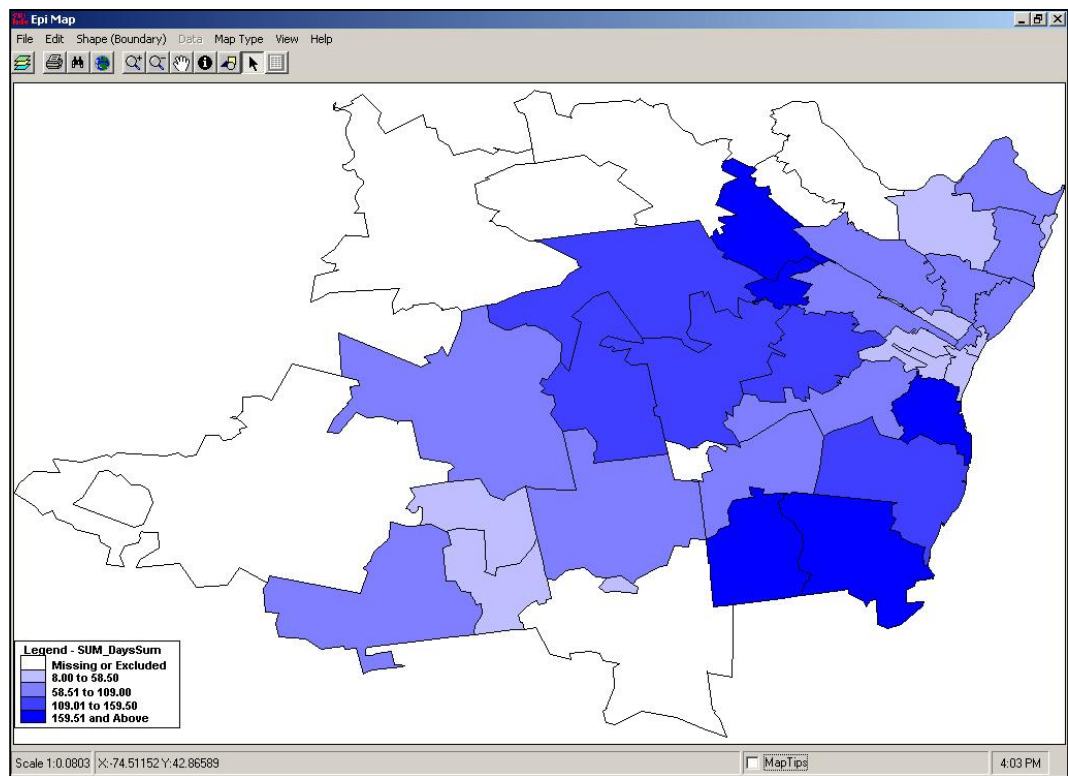 Epi Map
File Edit Shape (Boundary) Data Map Type View Help
Legend - SUM_DaysSum
Missing or Excluded
8.00 to 58.50
58.51 to 109.00
109.01 to 159.50
159.51 and Above
Scale 1:0.0803 X:-74.51152 Y:42.86589 MapTips 4:03 PM